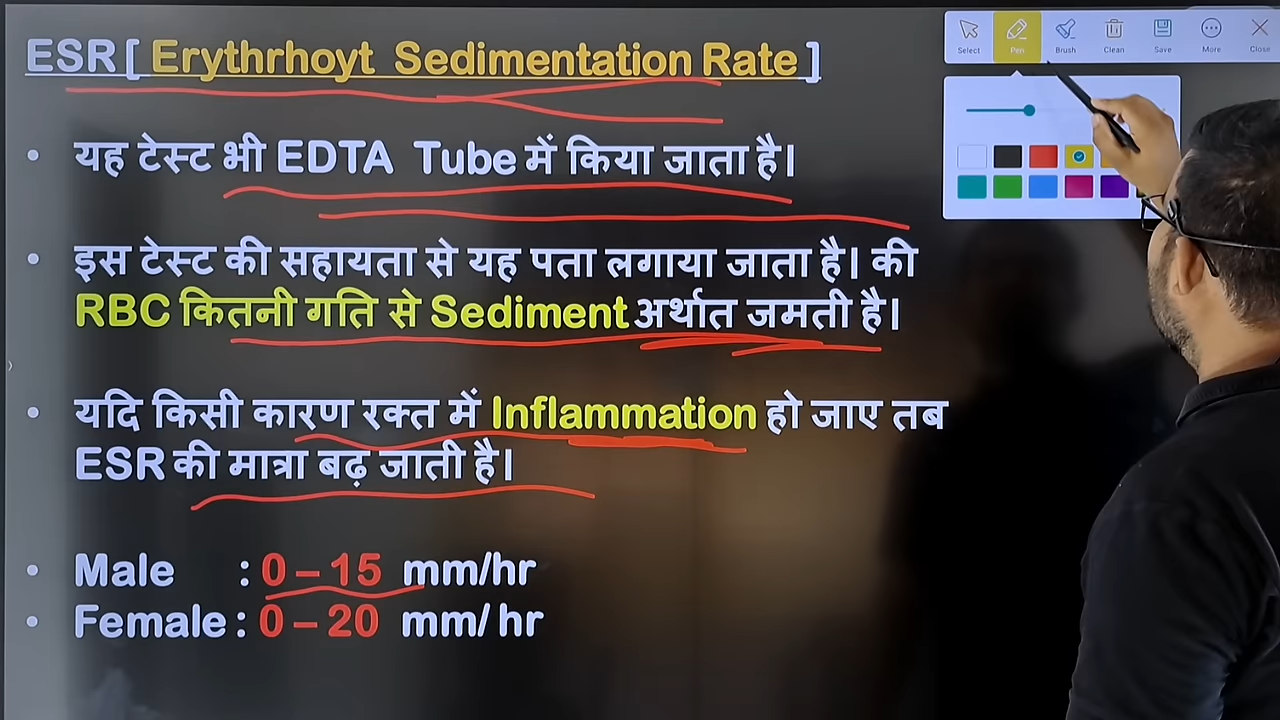 ESR [ Erythrhoyt Sedimentation Rate ]
Select Pen Brush Clean Save More Close
• यह टेस्ट भी EDTA Tube में किया जाता है।
• इस टेस्ट की सहायता से यह पता लगाया जाता है। की
RBC कितनी गति से Sediment अर्थात जमती है।
• यदि किसी कारण रक्त में Inflammation हो जाए तब
ESR की मात्रा बढ़ जाती है।
• Male : 0 – 15 mm/hr
• Female : 0 – 20 mm/ hr